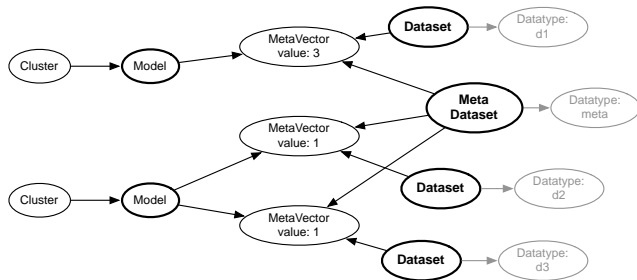 Cluster
Model
MetaVector
value: 3
Dataset
Datatype:
d1
Meta
Dataset
Datatype:
meta
MetaVector
value: 1
Cluster
Model
Dataset
Datatype:
d2
MetaVector
value: 1
Dataset
Datatype:
d3